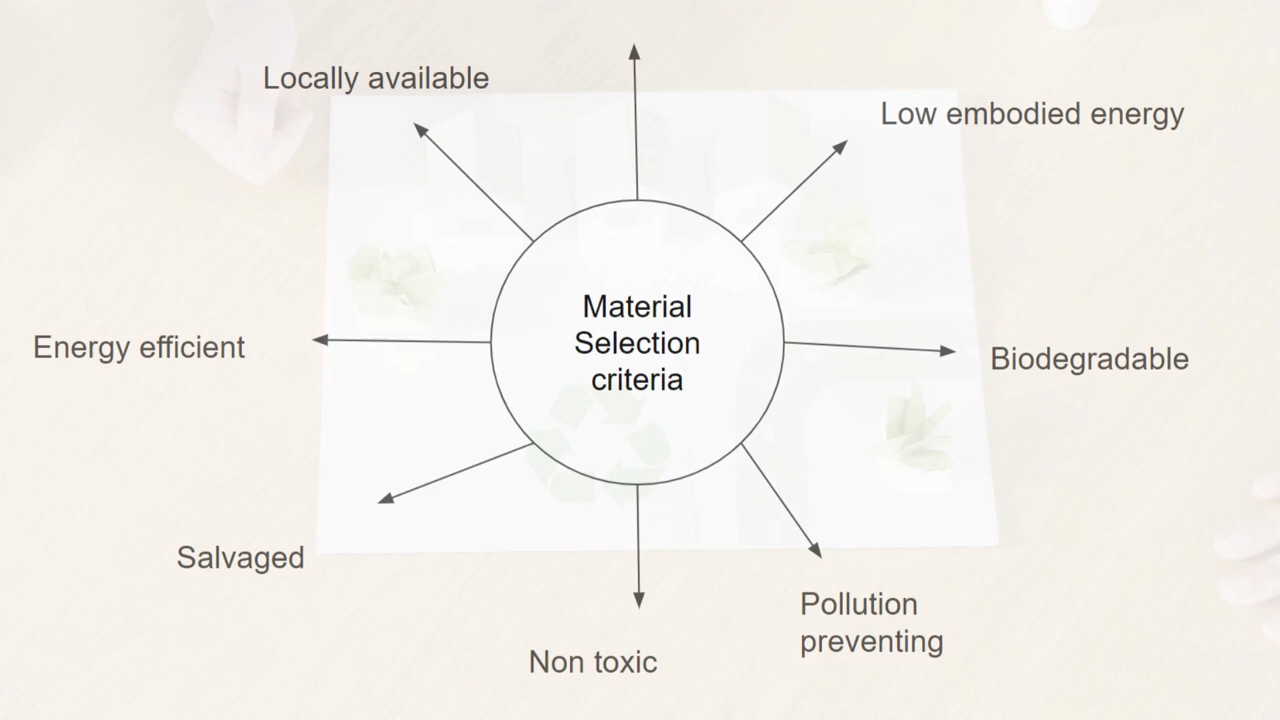 Locally available
Low embodied energy
Material
Selection
criteria
Energy efficient
Biodegradable
Salvaged
Pollution
preventing
Non toxic